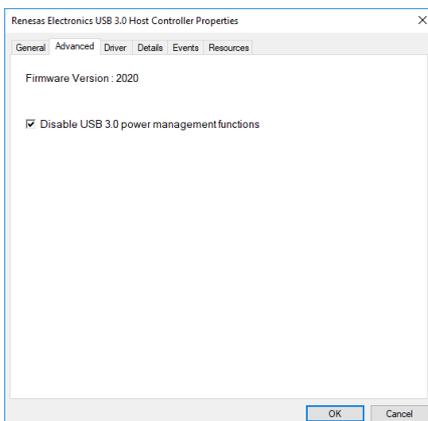 Renesas Electronics USB 3.0 Host Controller Properties
General Advanced Driver Details Events Resources
Firmware Version : 2020
Disable USB 3.0 power management functions
OK Cancel